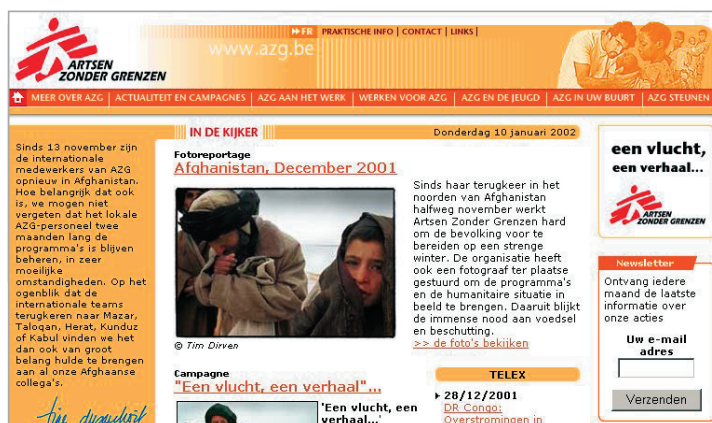 FR PRAKTISCHE INFO | CONTACT | LINKS |
www.azg.be
ARTSEN
ZONDER GRENZEN
MEER OVER AZG | ACTUALITEIT EN CAMPAGNES | AZG AAN HET WERK | WERKEN VOOR AZG | AZG EN DE JEUGD | AZG IN UW BUURT | AZG STEUNEN
Sinds 13 november zijn
de internationale
medewerkers van AZG
opnieuw in Afghanistan.
Hoe belangrijk dat ook
is, we mogen niet
vergeten dat het lokale
AZG-personeel twee
maanden lang de
programma's is blijven
beheren, in zeer
moeilijke
omstandigheden. Op het
ogenblik dat de
internationale teams
terugkeren naar Mazar,
Taloqan, Herat, Kunduz
of Kabul vinden we het
dan ook van groot
belang hulde te brengen
aan al onze Afghaanse
collega's.
IN DE KIJKER
Donderdag 10 januari 2002
Fotoreportage
Afghanistan, December 2001
Sinds haar terugkeer in het
noorden van Afghanistan
halfweg november werkt
Artsen Zonder Grenzen hard
om de bevolking voor te
bereiden op een strenge
winter. De organisatie heeft
ook een fotograaf ter plaatse
gestuurd om de programma's
en de humanitaire situatie in
beeld te brengen. Daaruit blijkt
de immense nood aan voedsel
en beschutting.
>> de foto's bekijken
© Tim Dirven
Campagne
"Een vlucht, een verhaal"...
'Een vlucht, een
verhaal...'
TELEX
28/12/2001
DR Congo:
Overstromingen in
een vlucht,
een verhaal...
ARTSEN
ZONDER GRENZEN
Newsletter
Ontvang iedere
maand de laatste
informatie over
onze acties
Uw e-mail
adres
Verzenden